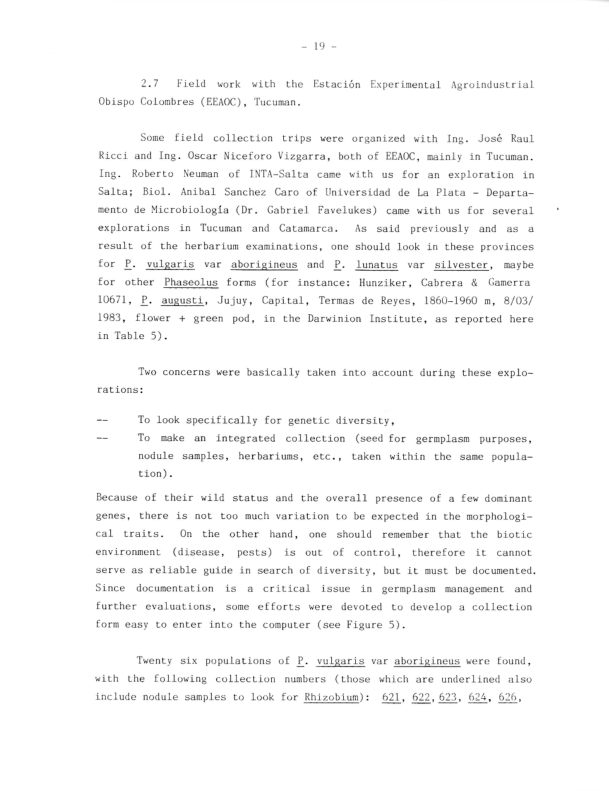 - 19 -
2.7 Field work with the Estación Experimental Agroindustrial
Obispo Colombres (EEAOC), Tucuman.
Some field collection trips were organized with Ing. José Raul
Ricci and Ing. Oscar Niceforo Vizgarra, both of EEAOC, mainly in Tucuman.
Ing. Roberto Neuman of INTA-Salta came with us for an exploration in
Salta; Biol. Anibal Sanchez Caro of Universidad de La Plata - Departa-
mento de Microbiología (Dr. Gabriel Favelukes) came with us for several
explorations in Tucuman and Catamarca. As said previously and as a
result of the herbarium examinations, one should look in these provinces
for P. vulgaris var aborigineus and P. lunatus var silvester, maybe
for other Phaseolus forms (for instance: Hunziker, Cabrera & Gamerra
10671, P. augusti, Jujuy, Capital, Termas de Reyes, 1860-1960 m, 8/03/
1983, flower + green pod, in the Darwinion Institute, as reported here
in Table 5).
Two concerns were basically taken into account during these explo-
rations:
-- To look specifically for genetic diversity,
-- To make an integrated collection (seed for germplasm purposes,
nodule samples, herbariums, etc., taken within the same popula-
tion).
Because of their wild status and the overall presence of a few dominant
genes, there is not too much variation to be expected in the morphologi-
cal traits. On the other hand, one should remember that the biotic
environment (disease, pests) is out of control, therefore it cannot
serve as reliable guide in search of diversity, but it must be documented.
Since documentation is a critical issue in germplasm management and
further evaluations, some efforts were devoted to develop a collection
form easy to enter into the computer (see Figure 5).
Twenty six populations of P. vulgaris var aborigineus were found,
with the following collection numbers (those which are underlined also
include nodule samples to look for Rhizobium): 621, 622, 623, 624, 626,